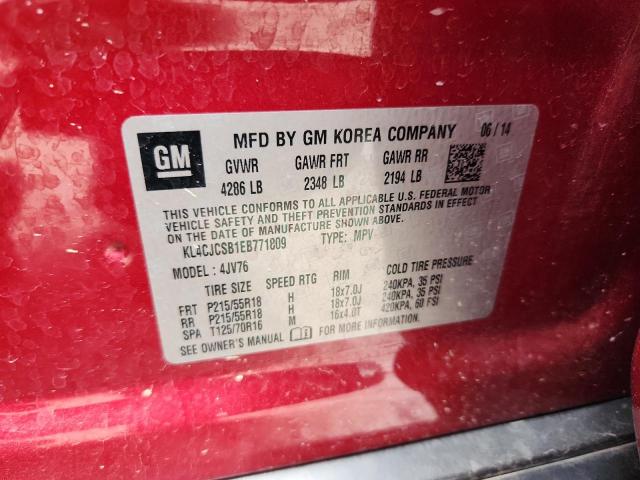 GM
MFD BY GM KOREA COMPANY 06/14
GVWR GAWR FRT GAWR RR
4286 LB 2348 LB 2194 LB
THIS VEHICLE CONFORMS TO ALL APPLICABLE U.S. FEDERAL MOTOR
VEHICLE SAFETY AND THEFT PREVENTION STANDARDS IN EFFECT ON
THE DATE OF MANUFACTURE SHOWN ABOVE.
KL4CJCSB1EB771809 TYPE: MPV
MODEL : 4JV76
TIRE SIZE SPEED RTG RIM COLD TIRE PRESSURE
FRT P215/55R18 H 18x7.0J 240KPA, 35 PSI
RR P215/55R18 H 18x7.0J 240KPA, 35 PSI
SPA T125/70R16 M 16x4.0T 420KPA, 60 PSI
SEE OWNER'S MANUAL FOR MORE INFORMATION.